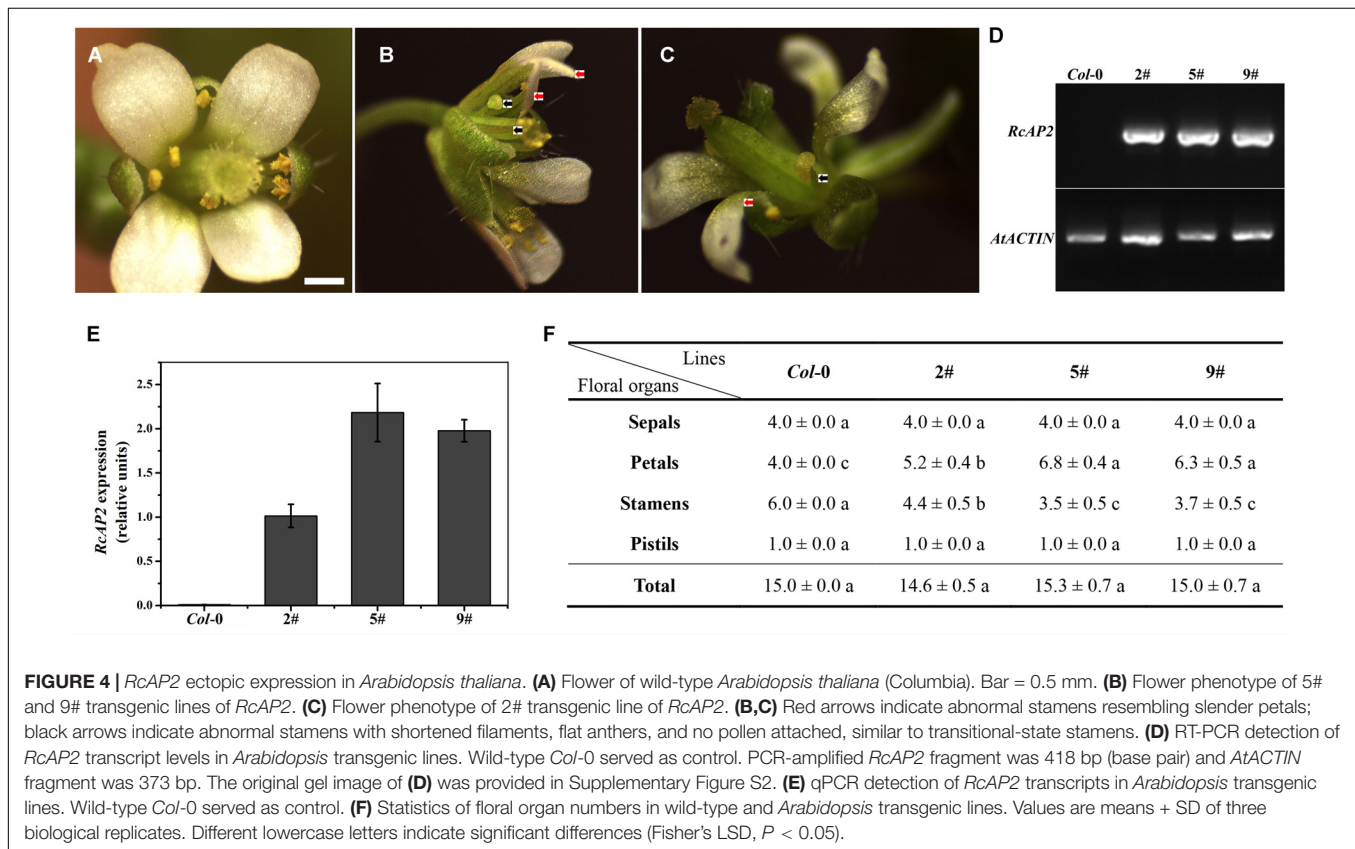 A
B
C
D
Col-0 2# 5# 9#
RcAP2
AtACTIN
E
RcAP2 expression
(relative units)
2.5
2.0
1.5
1.0
0.5
0.0
Col-0 2# 5# 9#
F
Lines
Floral organs
Col-0 2# 5# 9#
Sepals 4.0 ± 0.0 a 4.0 ± 0.0 a 4.0 ± 0.0 a 4.0 ± 0.0 a
Petals 4.0 ± 0.0 c 5.2 ± 0.4 b 6.8 ± 0.4 a 6.3 ± 0.5 a
Stamens 6.0 ± 0.0 a 4.4 ± 0.5 b 3.5 ± 0.5 c 3.7 ± 0.5 c
Pistils 1.0 ± 0.0 a 1.0 ± 0.0 a 1.0 ± 0.0 a 1.0 ± 0.0 a
Total 15.0 ± 0.0 a 14.6 ± 0.5 a 15.3 ± 0.7 a 15.0 ± 0.7 a
FIGURE 4 | RcAP2 ectopic expression in Arabidopsis thaliana. (A) Flower of wild-type Arabidopsis thaliana (Columbia). Bar = 0.5 mm. (B) Flower phenotype of 5#
and 9# transgenic lines of RcAP2. (C) Flower phenotype of 2# transgenic line of RcAP2. (B,C) Red arrows indicate abnormal stamens resembling slender petals;
black arrows indicate abnormal stamens with shortened filaments, flat anthers, and no pollen attached, similar to transitional-state stamens. (D) RT-PCR detection of
RcAP2 transcript levels in Arabidopsis transgenic lines. Wild-type Col-0 served as control. PCR-amplified RcAP2 fragment was 418 bp (base pair) and AtACTIN
fragment was 373 bp. The original gel image of (D) was provided in Supplementary Figure S2. (E) qPCR detection of RcAP2 transcripts in Arabidopsis transgenic
lines. Wild-type Col-0 served as control. (F) Statistics of floral organ numbers in wild-type and Arabidopsis transgenic lines. Values are means + SD of three
biological replicates. Different lowercase letters indicate significant differences (Fisher's LSD, P < 0.05).